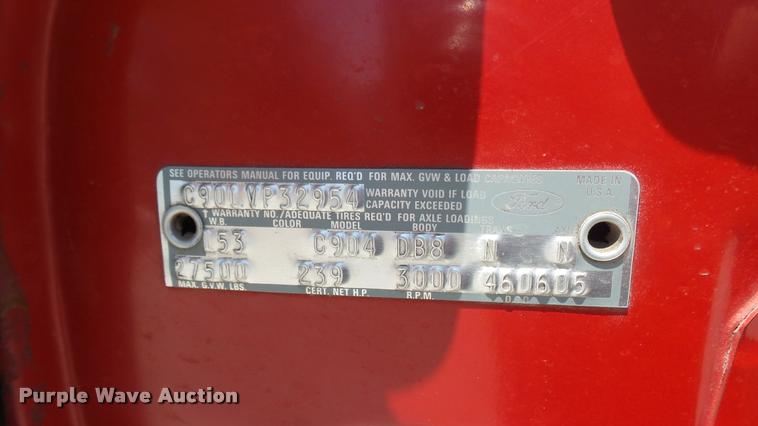 SEE OPERATORS MANUAL FOR EQUIP. REQ'D FOR MAX. GVW & LOAD CAPACITIES
MADE IN U.S.A.
C90LVP32954
WARRANTY VOID IF LOAD CAPACITY EXCEEDED
Ford
† WARRANTY NO./ADEQUATE TIRES REQ'D FOR AXLE LOADINGS
W.B. COLOR MODEL BODY TRANS. AXLE
153 C904 DB8 N N
27500 239 3000 460605
MAX. G.V.W. LBS. CERT. NET H.P. R.P.M. D.S.O.
Purple Wave Auction